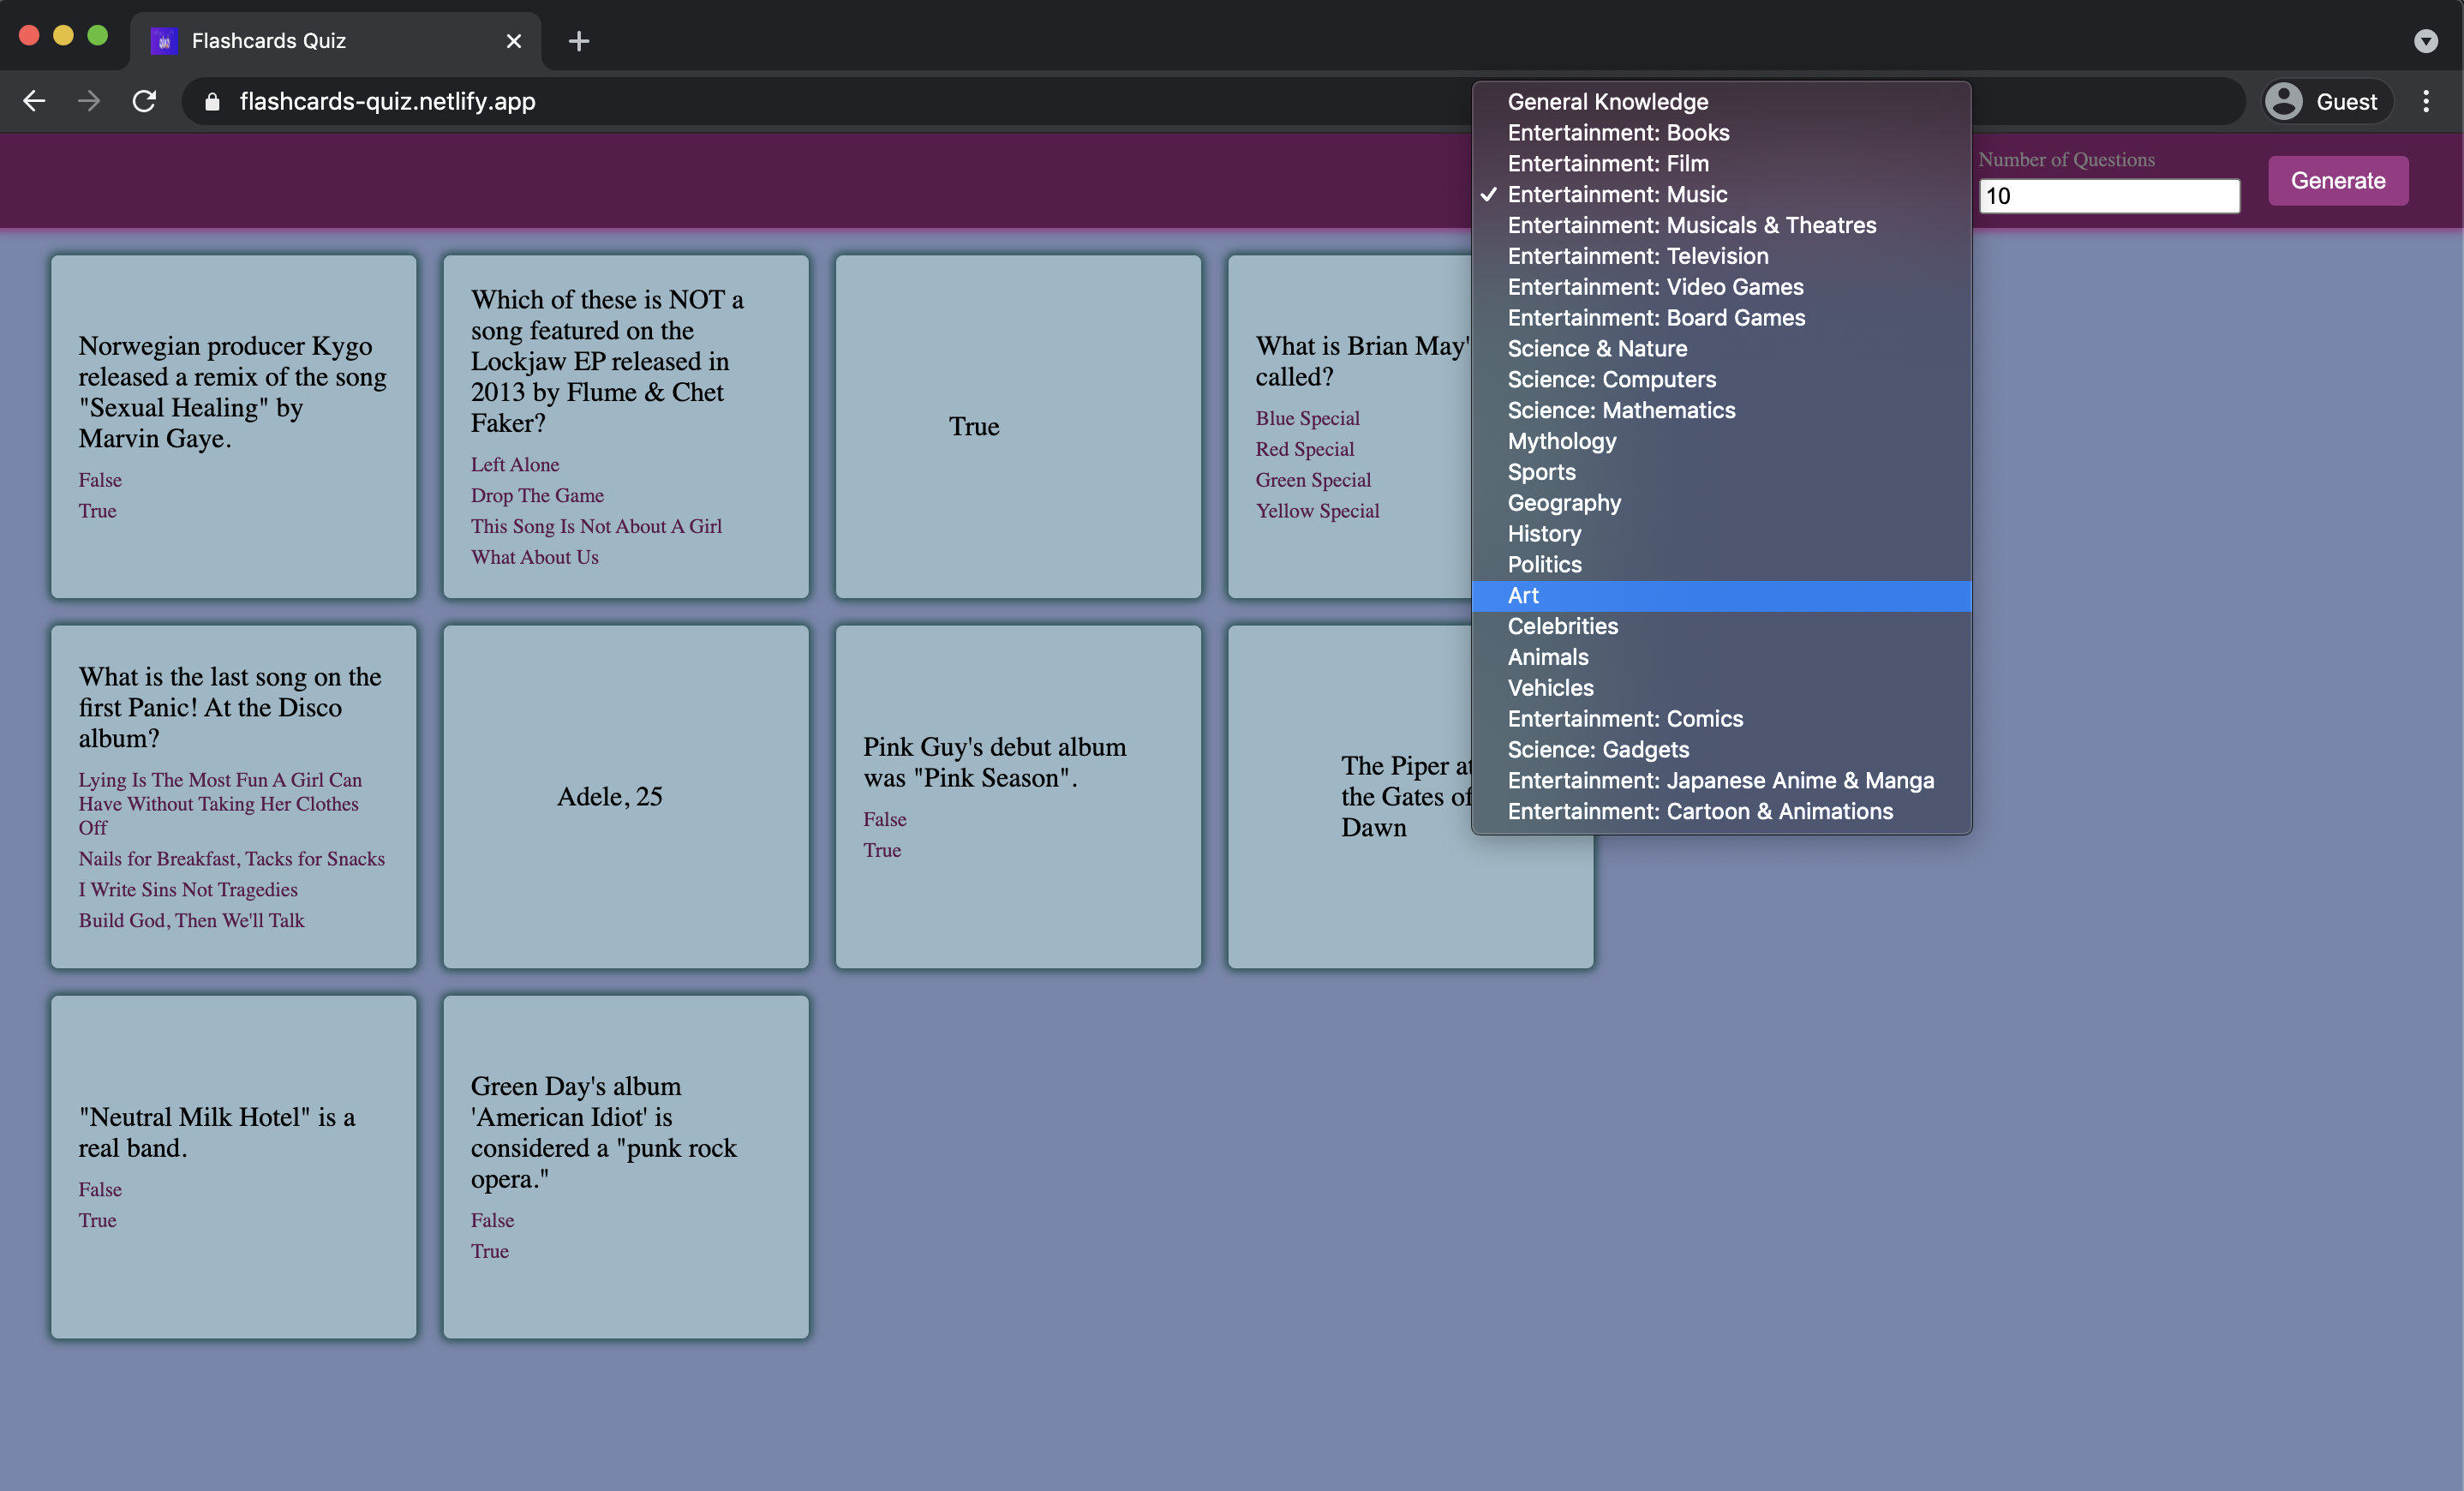 Flashcards Quiz
flashcards-quiz.netlify.app
Guest
General Knowledge
Entertainment: Books
Entertainment: Film
✓ Entertainment: Music
Entertainment: Musicals & Theatres
Entertainment: Television
Entertainment: Video Games
Entertainment: Board Games
Science & Nature
Science: Computers
Science: Mathematics
Mythology
Sports
Geography
History
Politics
Art
Celebrities
Animals
Vehicles
Entertainment: Comics
Science: Gadgets
Entertainment: Japanese Anime & Manga
Entertainment: Cartoon & Animations
Number of Questions
10
Generate
Norwegian producer Kygo
released a remix of the song
"Sexual Healing" by
Marvin Gaye.
False
True
Which of these is NOT a
song featured on the
Lockjaw EP released in
2013 by Flume & Chet
Faker?
Left Alone
Drop The Game
This Song Is Not About A Girl
What About Us
True
What is Brian May'
called?
Blue Special
Red Special
Green Special
Yellow Special
What is the last song on the
first Panic! At the Disco
album?
Lying Is The Most Fun A Girl Can
Have Without Taking Her Clothes
Off
Nails for Breakfast, Tacks for Snacks
I Write Sins Not Tragedies
Build God, Then We'll Talk
Adele, 25
Pink Guy's debut album
was "Pink Season".
False
True
The Piper at
the Gates of
Dawn
"Neutral Milk Hotel" is a
real band.
False
True
Green Day's album
'American Idiot' is
considered a "punk rock
opera."
False
True